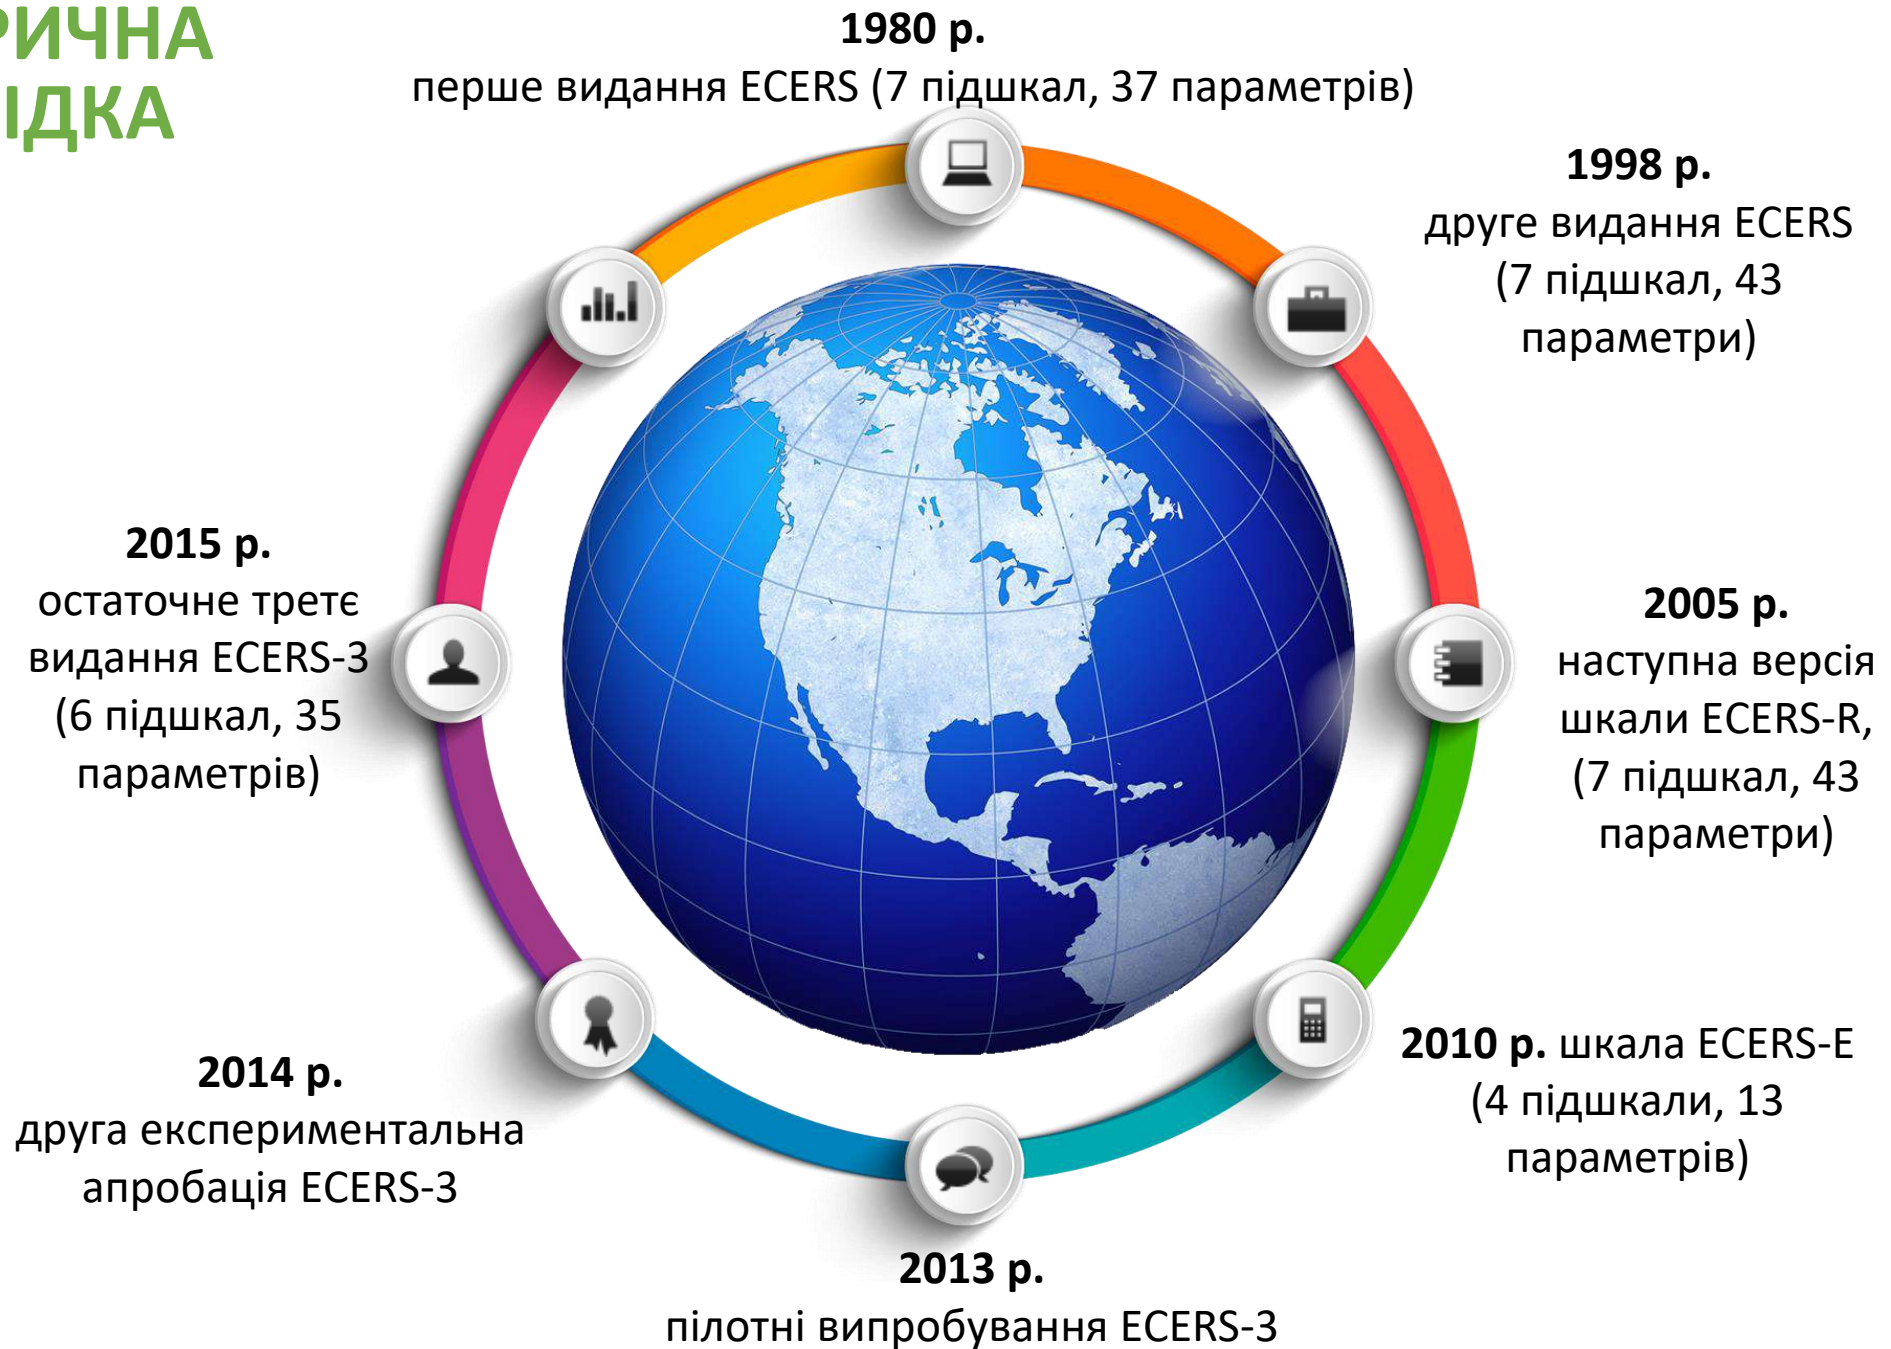 РИЧНА
ІДКА
1980 р.
перше видання ECERS (7 підшкал, 37 параметрів)
1998 р.
друге видання ECERS
(7 підшкал, 43
параметри)
2005 р.
наступна версія
шкали ECERS-R,
(7 підшкал, 43
параметри)
2010 р. шкала ECERS-E
(4 підшкали, 13
параметрів)
2013 р.
пілотні випробування ECERS-3
2014 р.
друга експериментальна
апробація ECERS-3
2015 р.
остаточне третє
видання ECERS-3
(6 підшкал, 35
параметрів)